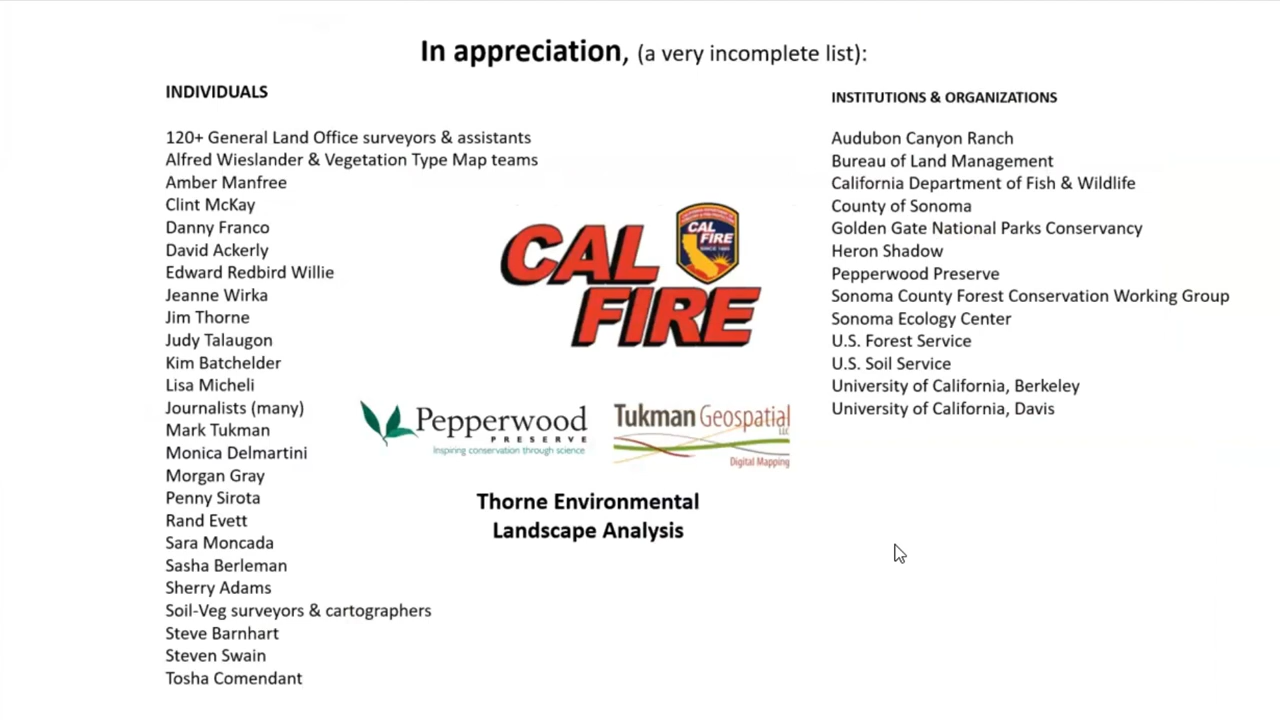 In appreciation, (a very incomplete list):
INDIVIDUALS
120+ General Land Office surveyors & assistants
Alfred Wieslander & Vegetation Type Map teams
Amber Manfree
Clint McKay
Danny Franco
David Ackerly
Edward Redbird Willie
Jeanne Wirka
Jim Thorne
Judy Talaugon
Kim Batchelder
Lisa Micheli
Journalists (many)
Mark Tukman
Monica Delmartini
Morgan Gray
Penny Sirota
Rand Evett
Sara Moncada
Sasha Berleman
Sherry Adams
Soil-Veg surveyors & cartographers
Steve Barnhart
Steven Swain
Tosha Comendant
CAL
FIRE
CAL
FIRE
SINCE 1885
Pepperwood
PRESERVE
Inspiring conservation through science
Tukman Geospatial
LLC
Digital Mapping
Thorne Environmental
Landscape Analysis
INSTITUTIONS & ORGANIZATIONS
Audubon Canyon Ranch
Bureau of Land Management
California Department of Fish & Wildlife
County of Sonoma
Golden Gate National Parks Conservancy
Heron Shadow
Pepperwood Preserve
Sonoma County Forest Conservation Working Group
Sonoma Ecology Center
U.S. Forest Service
U.S. Soil Service
University of California, Berkeley
University of California, Davis